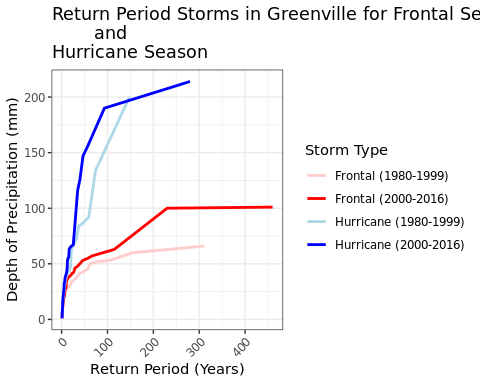 Return Period Storms in Greenville for Frontal Se
and
Hurricane Season
Depth of Precipitation (mm)
200
150
100
50
0
0
100
200
300
400
Return Period (Years)
Storm Type
Frontal (1980-1999)
Frontal (2000-2016)
Hurricane (1980-1999)
Hurricane (2000-2016)